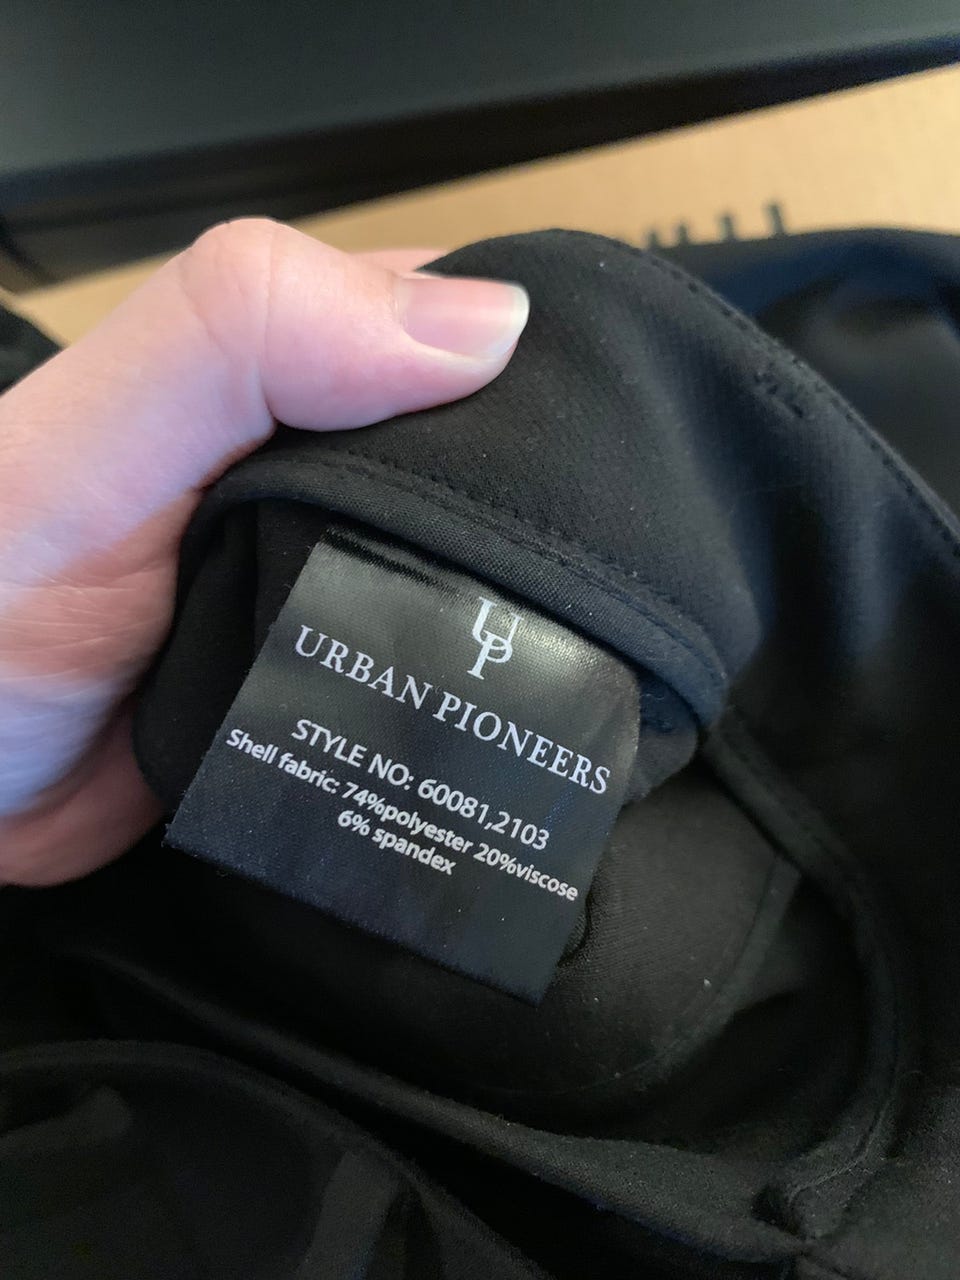 UP
URBAN PIONEERS
STYLE NO: 60081,2103
Shell fabric: 74%polyester 20%viscose
6% spandex